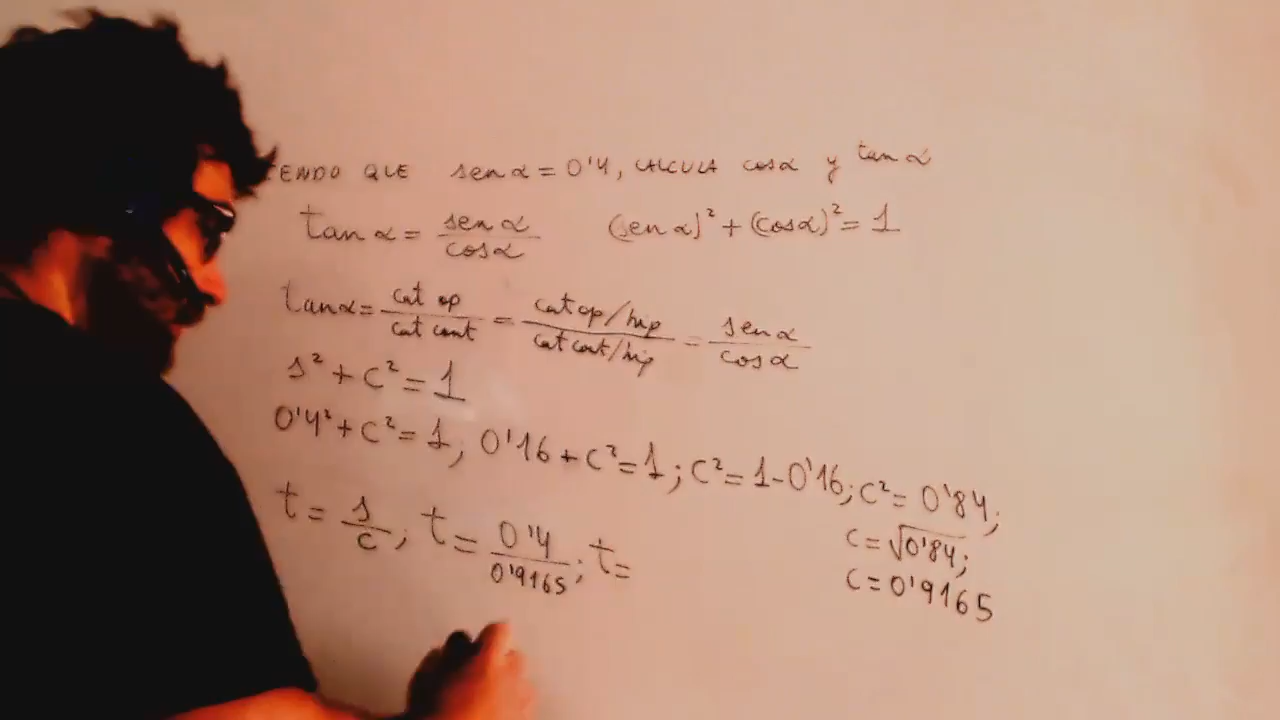 QUE sen α = 0'4, CALCULA cos α y tan α
tan α = sen α / cos α (sen α)² + (cos α)² = 1
tan α = cat op / cat cont = cat op/hip / cat cont/hip = sen α / cos α
s² + c² = 1
0'4² + c² = 1, 0'16 + c² = 1; c² = 1 - 0'16; c² = 0'84;
c = √0'84;
t = s/c; t = 0'4 / 0'9165; t =
c = 0'9165